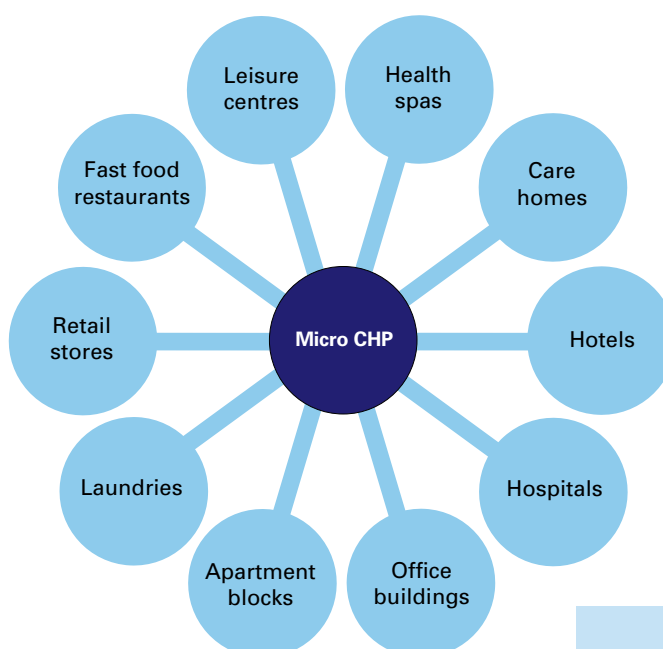 Leisure
centres
Health
spas
Fast food
restaurants
Care
homes
Retail
stores
Micro CHP
Hotels
Laundries
Hospitals
Apartment
blocks
Office
buildings